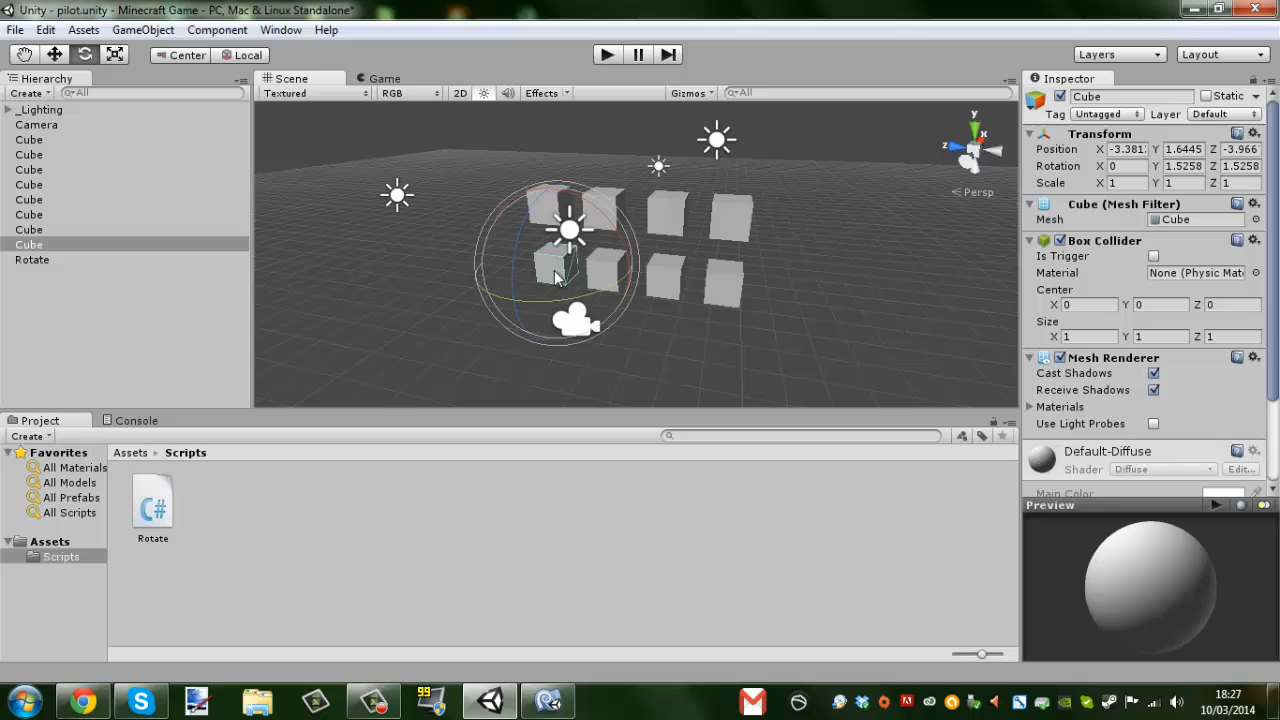 Unity - pilot.unity - Minecraft Game - PC, Mac & Linux Standalone*
File Edit Assets GameObject Component Window Help
Center Local Layers Layout
Hierarchy
Create All
_Lighting
Camera
Cube
Cube
Cube
Cube
Cube
Cube
Cube
Cube
Rotate
Scene Game
Textured RGB 2D Effects Gizmos All
y
x
z
Persp
Inspector
Cube Static
Tag Untagged Layer Default
Transform
Position X -3.381 Y 1.6445 Z -3.966
Rotation X 0 Y 1.5258 Z 1.5258
Scale X 1 Y 1 Z 1
Cube (Mesh Filter)
Mesh Cube
Box Collider
Is Trigger
Material None (Physic Mat
Center
X 0 Y 0 Z 0
Size
X 1 Y 1 Z 1
Mesh Renderer
Cast Shadows
Receive Shadows
Materials
Use Light Probes
Default-Diffuse
Shader Diffuse Edit...
Main Color
Preview
Project Console
Create
Favorites
All Materials
All Models
All Prefabs
All Scripts
Assets
Scripts
Assets Scripts
C#
Rotate
99
18:27
10/03/2014